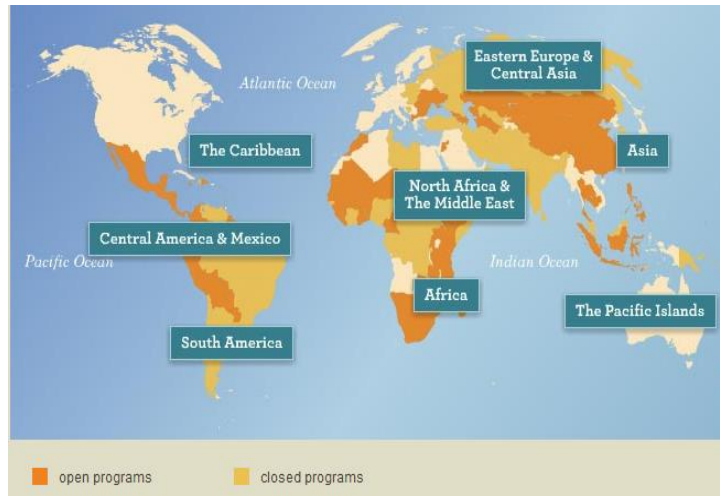 Eastern Europe &
Central Asia
Atlantic Ocean
The Caribbean
Asia
North Africa &
The Middle East
Central America & Mexico
Pacific Ocean
Indian Ocean
Africa
The Pacific Islands
South America
open programs
closed programs